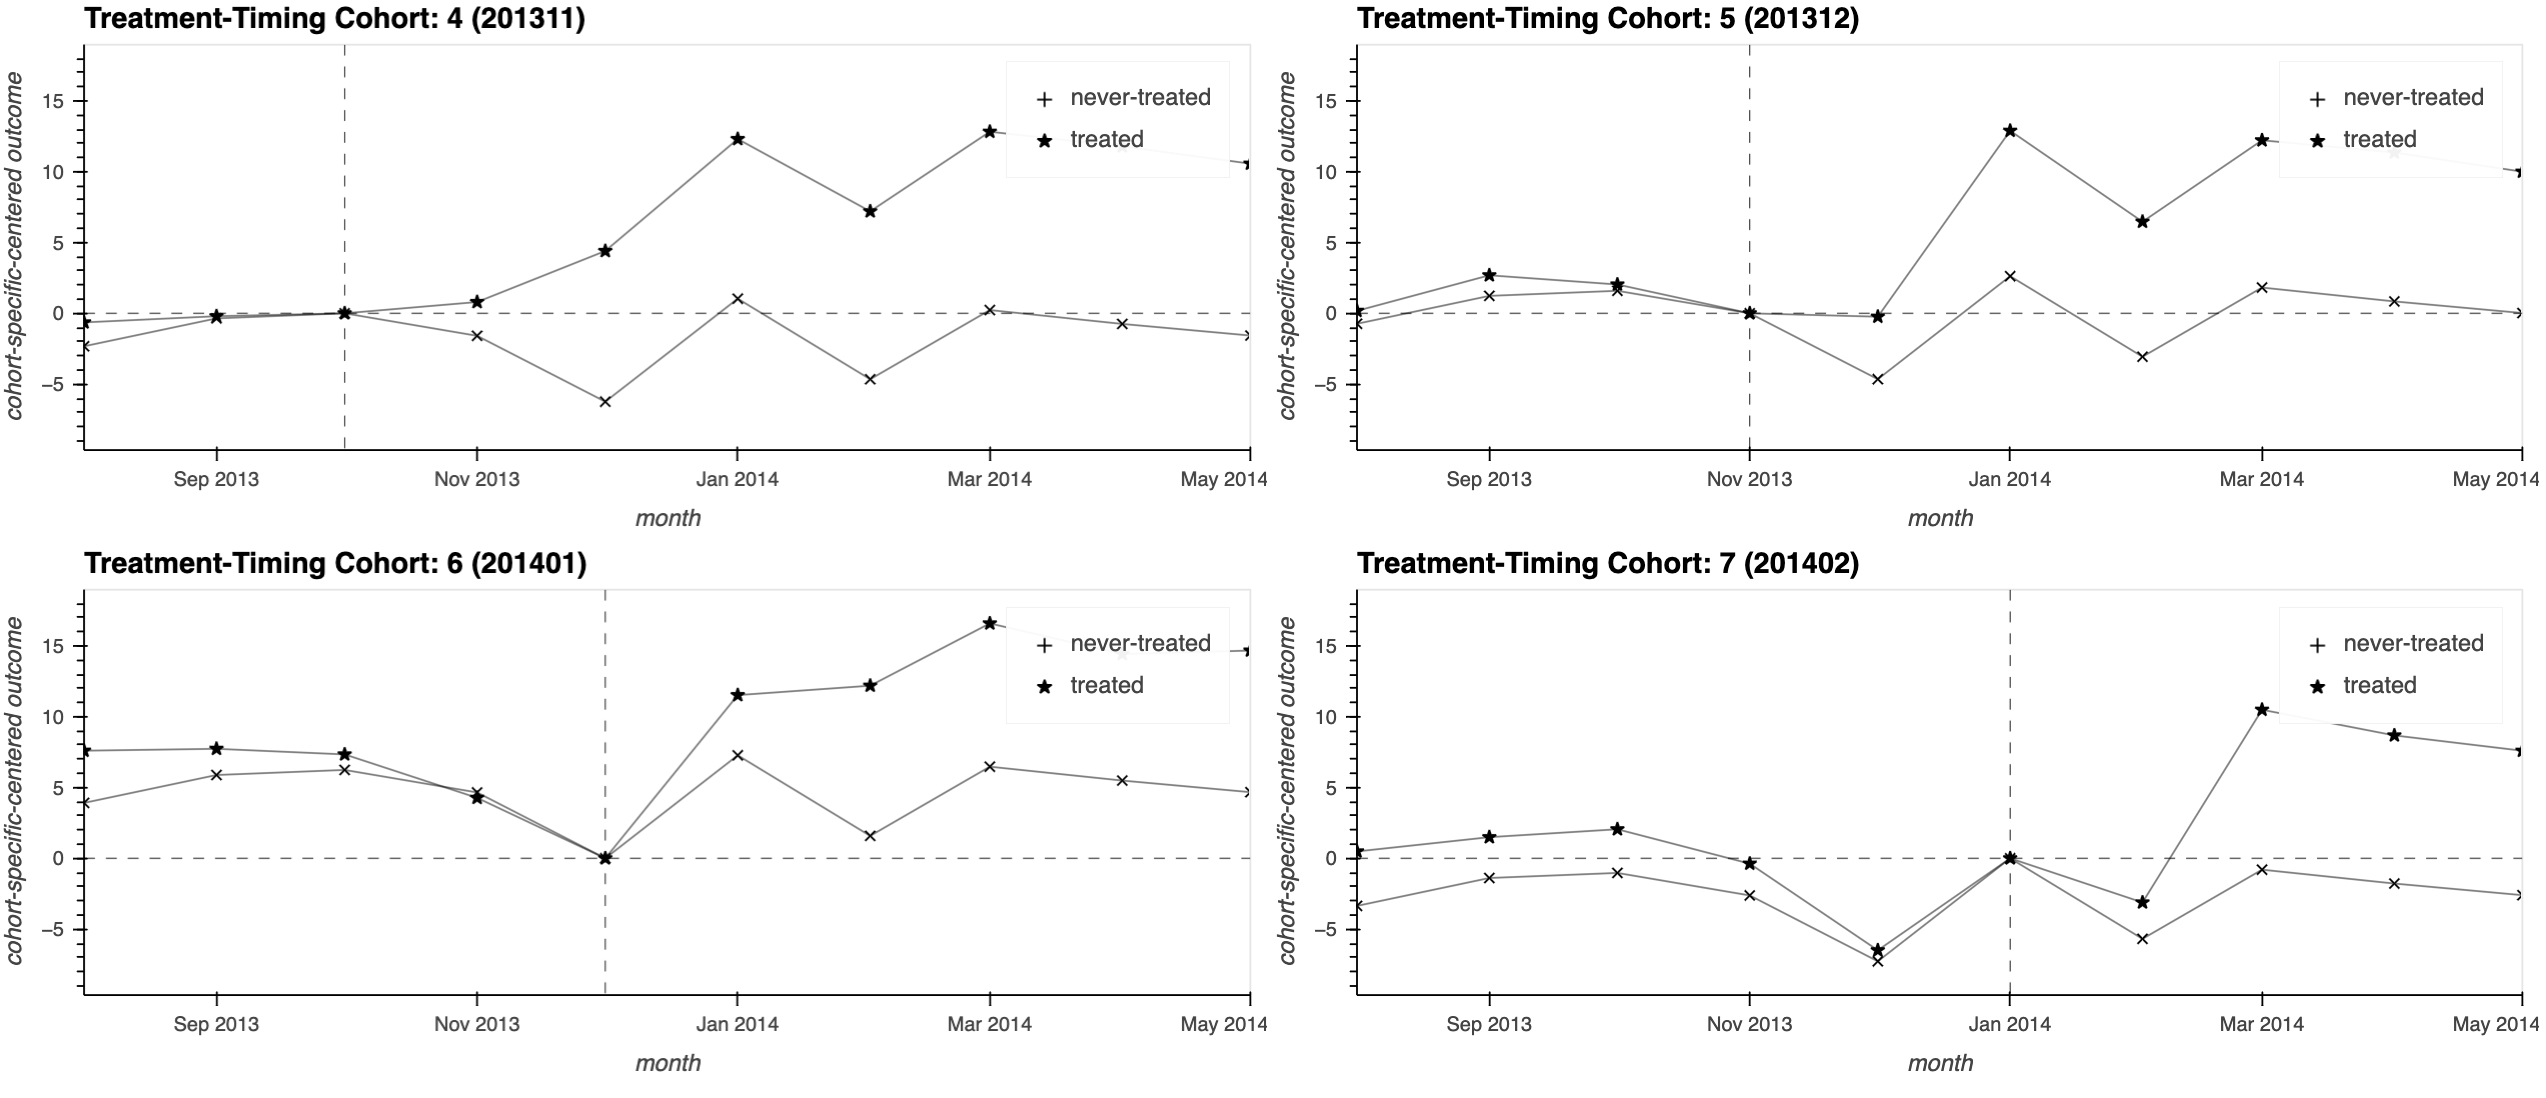 Treatment-Timing Cohort: 4 (201311)
cohort-specific-centered outcome
15
10
5
0
−5
never-treated
treated
Sep 2013
Nov 2013
Jan 2014
Mar 2014
May 2014
month
Treatment-Timing Cohort: 5 (201312)
cohort-specific-centered outcome
15
10
5
0
−5
never-treated
treated
Sep 2013
Nov 2013
Jan 2014
Mar 2014
May 2014
month
Treatment-Timing Cohort: 6 (201401)
cohort-specific-centered outcome
15
10
5
0
−5
never-treated
treated
Sep 2013
Nov 2013
Jan 2014
Mar 2014
May 2014
month
Treatment-Timing Cohort: 7 (201402)
cohort-specific-centered outcome
15
10
5
0
−5
never-treated
treated
Sep 2013
Nov 2013
Jan 2014
Mar 2014
May 2014
month